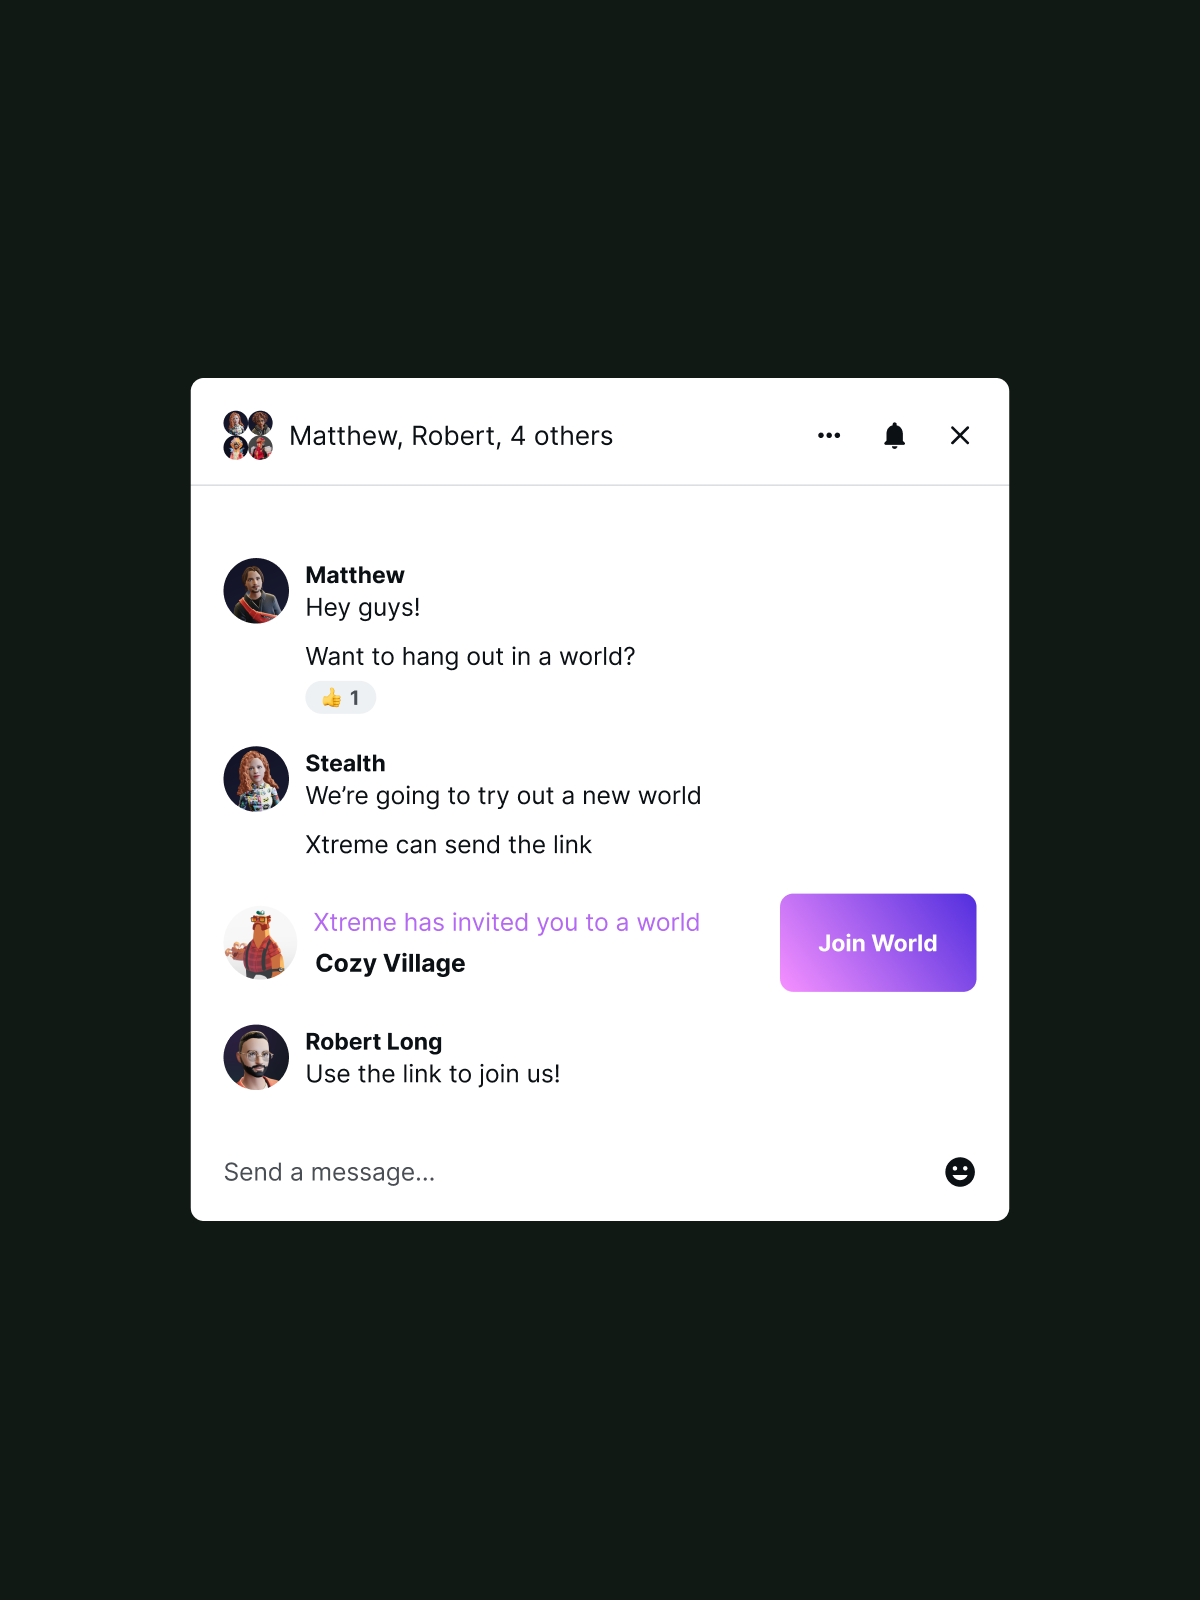 Matthew, Robert, 4 others
Matthew
Hey guys!
Want to hang out in a world?
👍 1
Stealth
We’re going to try out a new world
Xtreme can send the link
Xtreme has invited you to a world
Cozy Village
Join World
Robert Long
Use the link to join us!
Send a message...